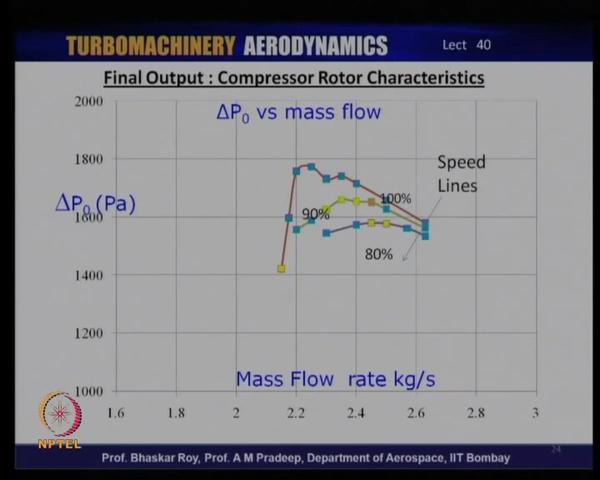 TURBOMACHINERY AERODYNAMICS Lect 40
Final Output : Compressor Rotor Characteristics
ΔP0 vs mass flow
ΔP0 (Pa)
2000
1800
1600
1400
1200
1000
Speed
Lines
100%
90%
80%
Mass Flow rate kg/s
1.6 1.8 2 2.2 2.4 2.6 2.8 3
NPTEL
24
Prof. Bhaskar Roy, Prof. A M Pradeep, Department of Aerospace, IIT Bombay